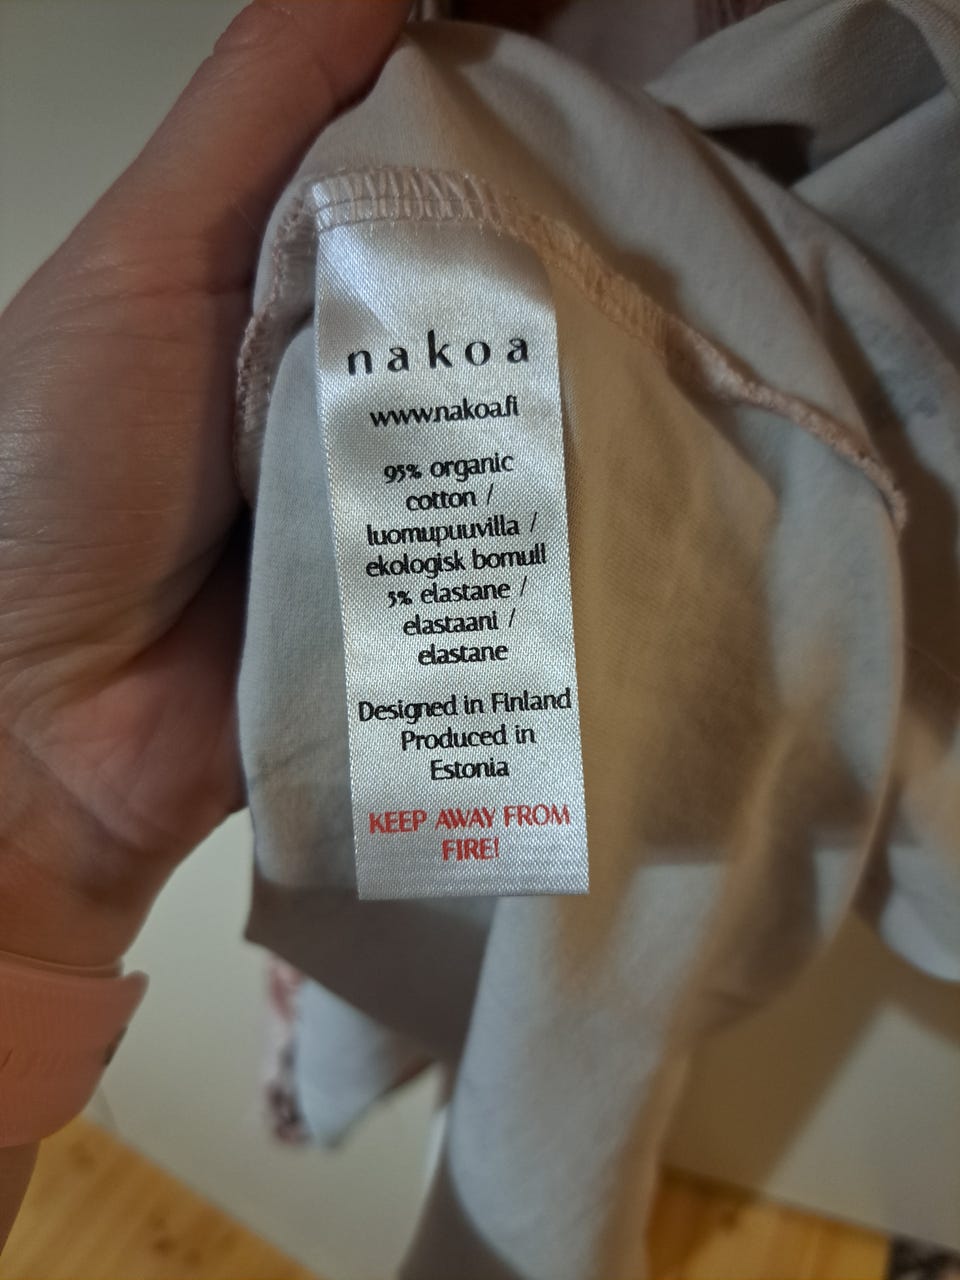 nakoa
www.nakoa.fi
95% organic
cotton /
luomupuuvilla /
ekologisk bomull
5% elastane /
elastaani /
elastane
Designed in Finland
Produced in
Estonia
KEEP AWAY FROM
FIRE!